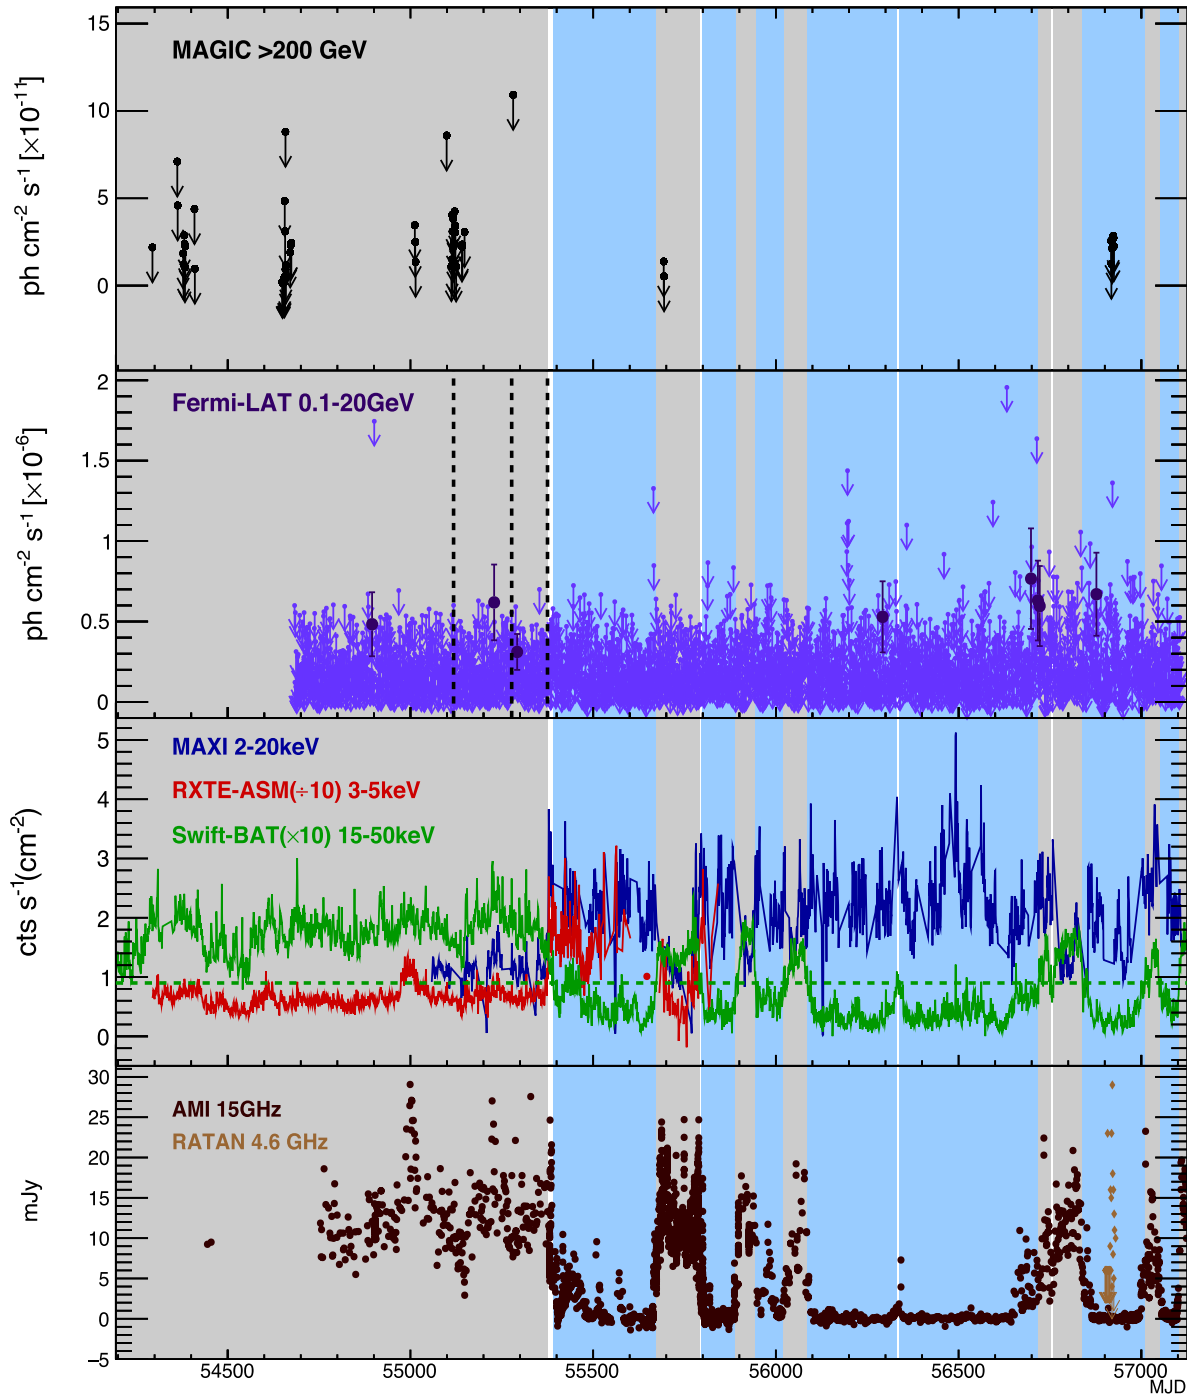 15
MAGIC >200 GeV
10
5
0
ph cm⁻² s⁻¹ [×10⁻¹¹]
2
Fermi-LAT 0.1-20GeV
1.5
1
0.5
0
ph cm⁻² s⁻¹ [×10⁻⁶]
5
MAXI 2-20keV
RXTE-ASM(÷10) 3-5keV
4
Swift-BAT(×10) 15-50keV
3
2
1
0
cts s⁻¹(cm⁻²)
30
AMI 15GHz
25
RATAN 4.6 GHz
20
15
10
5
0
−5
mJy
54500 55000 55500 56000 56500 57000
MJD